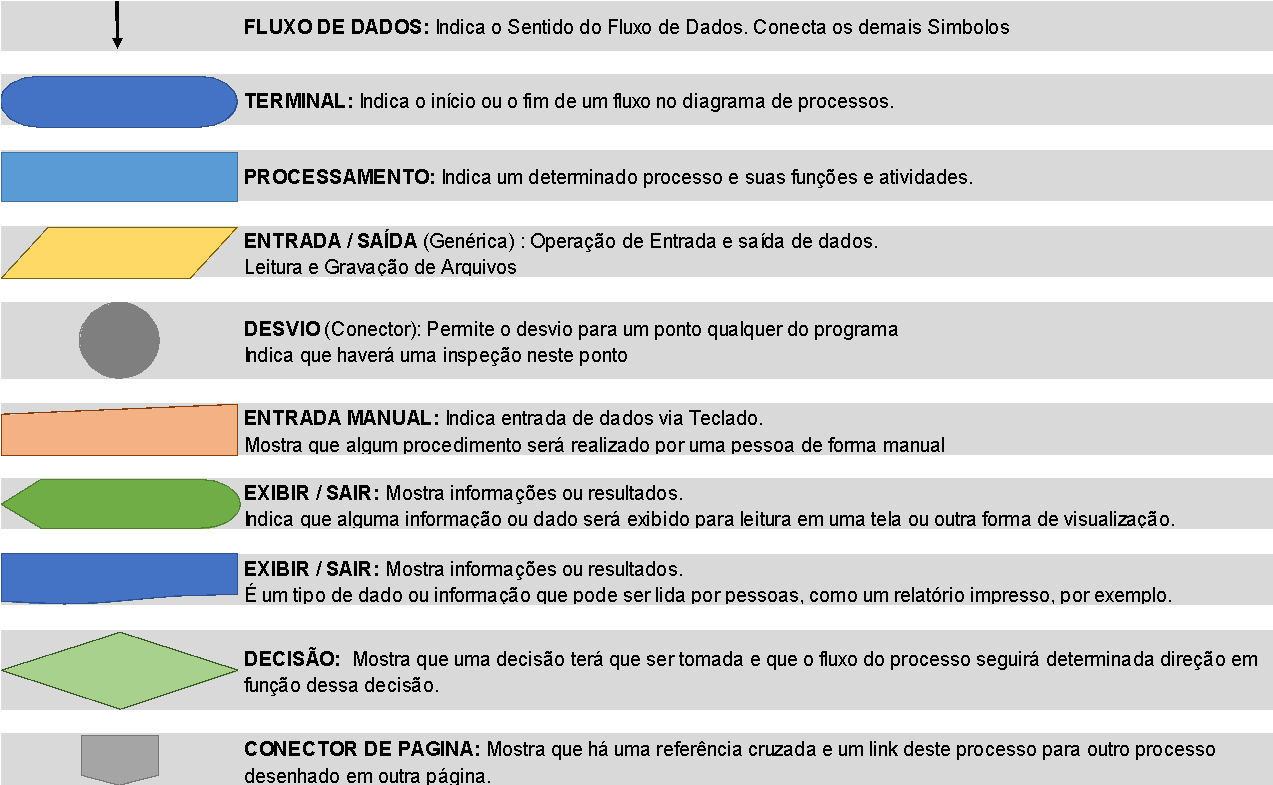 FLUXO DE DADOS: Indica o Sentido do Fluxo de Dados. Conecta os demais Simbolos
TERMINAL: Indica o início ou o fim de um fluxo no diagrama de processos.
PROCESSAMENTO: Indica um determinado processo e suas funções e atividades.
ENTRADA / SAÍDA (Genérica) : Operação de Entrada e saída de dados.
Leitura e Gravação de Arquivos
DESVIO (Conector): Permite o desvio para um ponto qualquer do programa
Indica que haverá uma inspeção neste ponto
ENTRADA MANUAL: Indica entrada de dados via Teclado.
Mostra que algum procedimento será realizado por uma pessoa de forma manual
EXIBIR / SAIR: Mostra informações ou resultados.
Indica que alguma informação ou dado será exibido para leitura em uma tela ou outra forma de visualização.
EXIBIR / SAIR: Mostra informações ou resultados.
É um tipo de dado ou informação que pode ser lida por pessoas, como um relatório impresso, por exemplo.
DECISÃO: Mostra que uma decisão terá que ser tomada e que o fluxo do processo seguirá determinada direção em
função dessa decisão.
CONECTOR DE PAGINA: Mostra que há uma referência cruzada e um link deste processo para outro processo
desenhado em outra página.